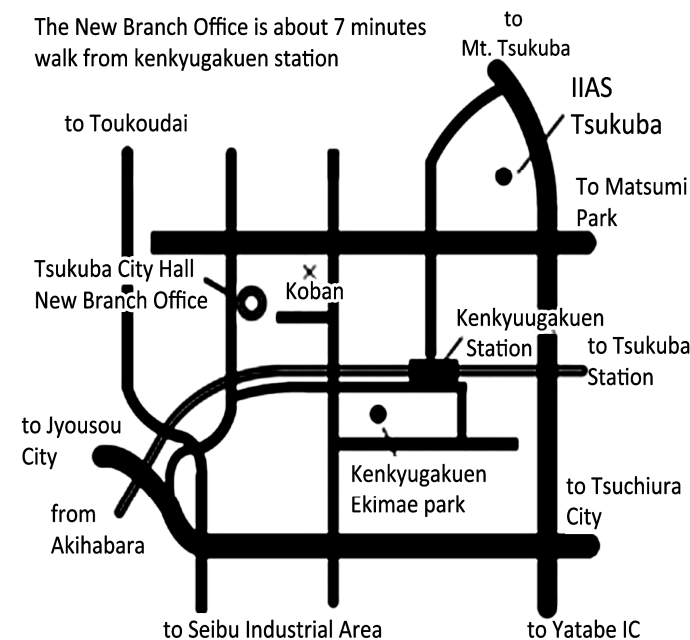 The New Branch Office is about 7 minutes
walk from kenkyugakuen station
to
Mt. Tsukuba
IIAS
Tsukuba
to Toukoudai
To Matsumi
Park
Tsukuba City Hall
New Branch Office
Koban
Kenkyuugakuen
Station
to Tsukuba
Station
to Jyousou
City
Kenkyugakuen
Ekimae park
to Tsuchiura
City
from
Akihabara
to Seibu Industrial Area
to Yatabe IC